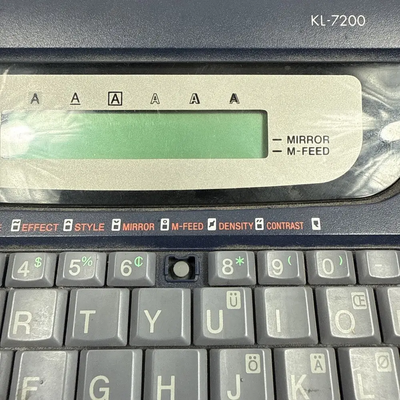 KL-7200
A A A A A A
MIRROR
M-FEED
EFFECT STYLE MIRROR M-FEED DENSITY CONTRAST
4$ 5% 6¢ 8* 9( 0)
R T Y U Ü I O Œ
F G H J Ö K Ä L Ø